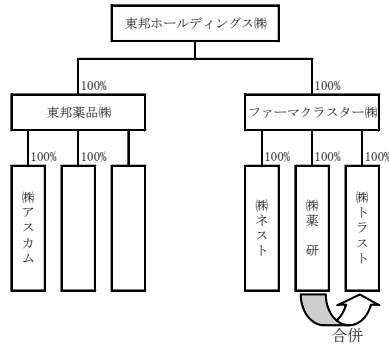 東邦ホールディングス㈱
100%
100%
東邦薬品㈱
ファーマクラスター㈱
100%
100%
100%
100%
100%
㈱アスカム
㈱ネスト
㈱薬研
㈱トラスト
合併